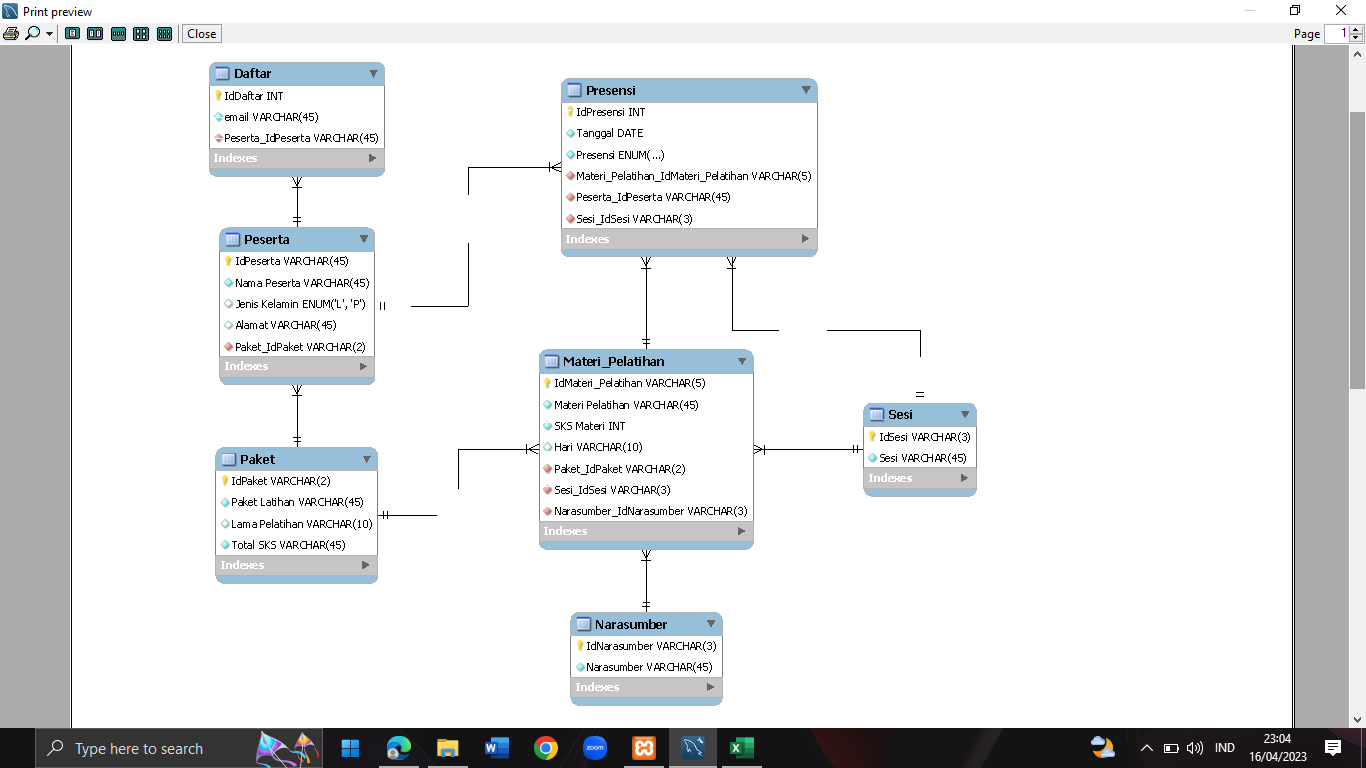 Print preview
Close
Page 1
Daftar
IdDaftar INT
email VARCHAR(45)
Peserta_IdPeserta VARCHAR(45)
Indexes
Presensi
IdPresensi INT
Tanggal DATE
Presensi ENUM(...)
Materi_Pelatihan_IdMateri_Pelatihan VARCHAR(5)
Peserta_IdPeserta VARCHAR(45)
Sesi_IdSesi VARCHAR(3)
Indexes
Peserta
IdPeserta VARCHAR(45)
Nama Peserta VARCHAR(45)
Jenis Kelamin ENUM('L', 'P')
Alamat VARCHAR(45)
Paket_IdPaket VARCHAR(2)
Indexes
Materi_Pelatihan
IdMateri_Pelatihan VARCHAR(5)
Materi Pelatihan VARCHAR(45)
SKS Materi INT
Hari VARCHAR(10)
Paket_IdPaket VARCHAR(2)
Sesi_IdSesi VARCHAR(3)
Narasumber_IdNarasumber VARCHAR(3)
Indexes
Sesi
IdSesi VARCHAR(3)
Sesi VARCHAR(45)
Indexes
Paket
IdPaket VARCHAR(2)
Paket Latihan VARCHAR(45)
Lama Pelatihan VARCHAR(10)
Total SKS VARCHAR(45)
Indexes
Narasumber
IdNarasumber VARCHAR(3)
Narasumber VARCHAR(45)
Indexes
Type here to search
zoom
IND
23:04
16/04/2023